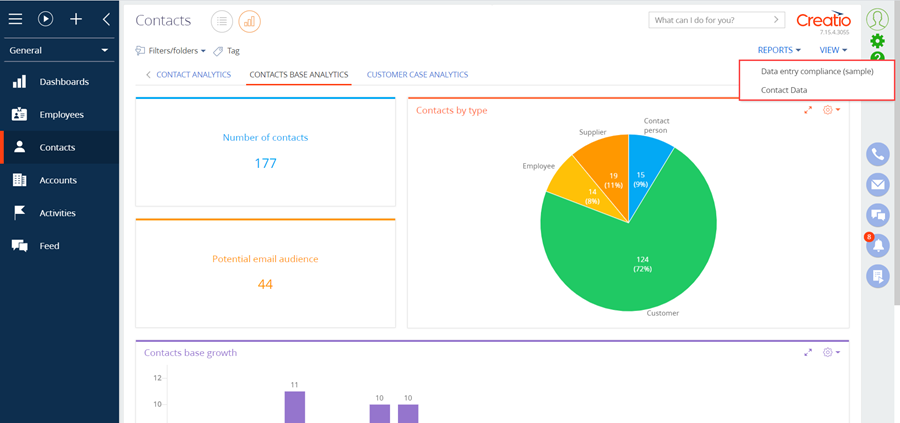 General
Dashboards
Employees
Contacts
Accounts
Activities
Feed
Contacts
What can I do for you?
Creatio
7.15.4.3055
Filters/folders
Tag
REPORTS
VIEW
Data entry compliance (sample)
Contact Data
CONTACT ANALYTICS
CONTACTS BASE ANALYTICS
CUSTOMER CASE ANALYTICS
Number of contacts
177
Potential email audience
44
Contacts by type
Contact
person
Supplier
Employee
15
(9%)
19
(11%)
14
(8%)
124
(72%)
Customer
8
Contacts base growth
12
10
11
10
10